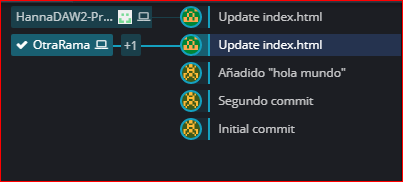 HannaDAW2-Pr... Update index.html
✔ OtraRama +1 Update index.html
Añadido "hola mundo"
Segundo commit
Initial commit